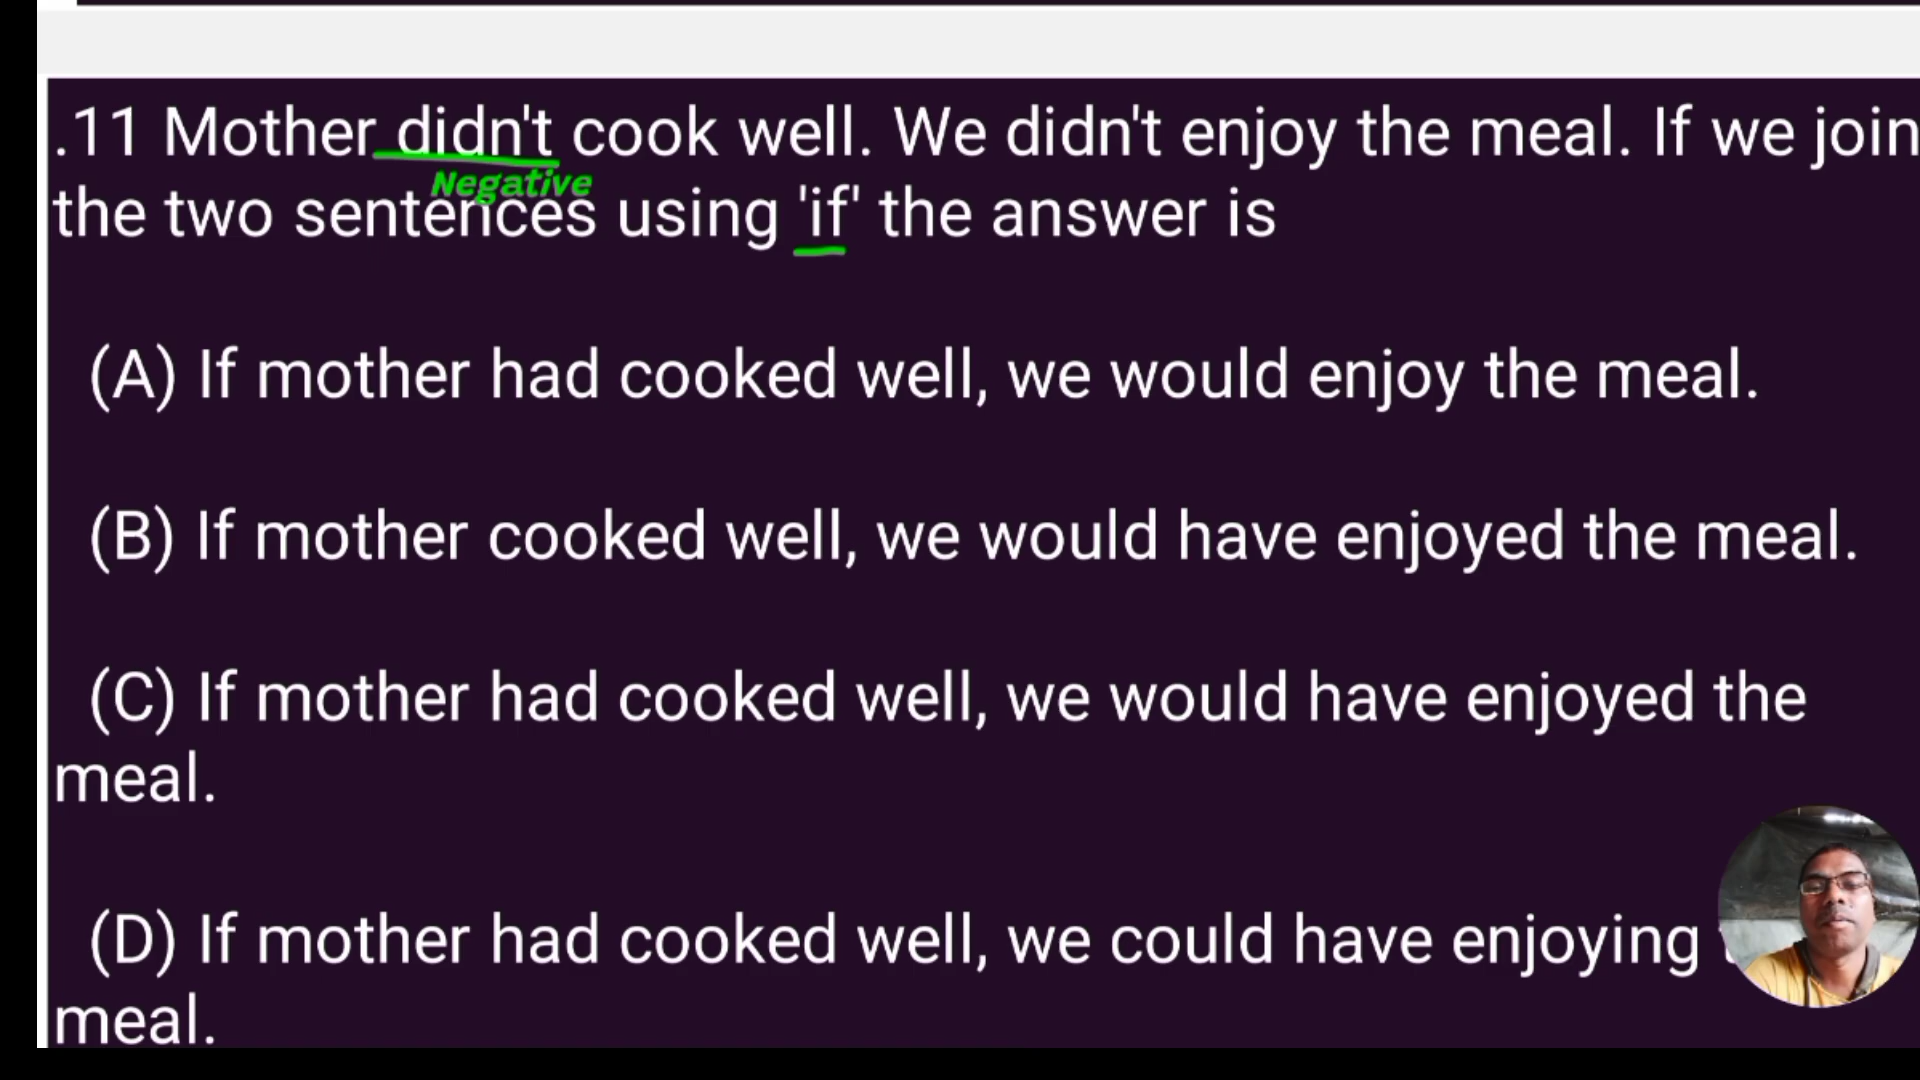 .11 Mother didn't cook well. We didn't enjoy the meal. If we join
Negative
the two sentences using 'if' the answer is
(A) If mother had cooked well, we would enjoy the meal.
(B) If mother cooked well, we would have enjoyed the meal.
(C) If mother had cooked well, we would have enjoyed the
meal.
(D) If mother had cooked well, we could have enjoying
meal.